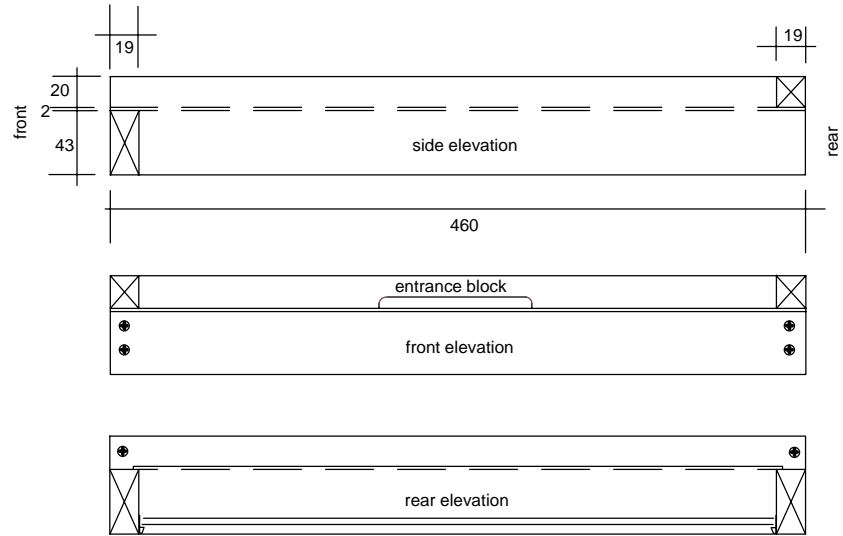 19
19
20
front
2
43
side elevation
rear
460
entrance block
front elevation
rear elevation